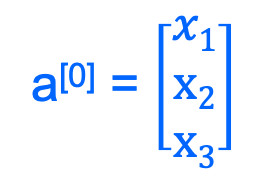 x₁
a[0] = x₂
x₃